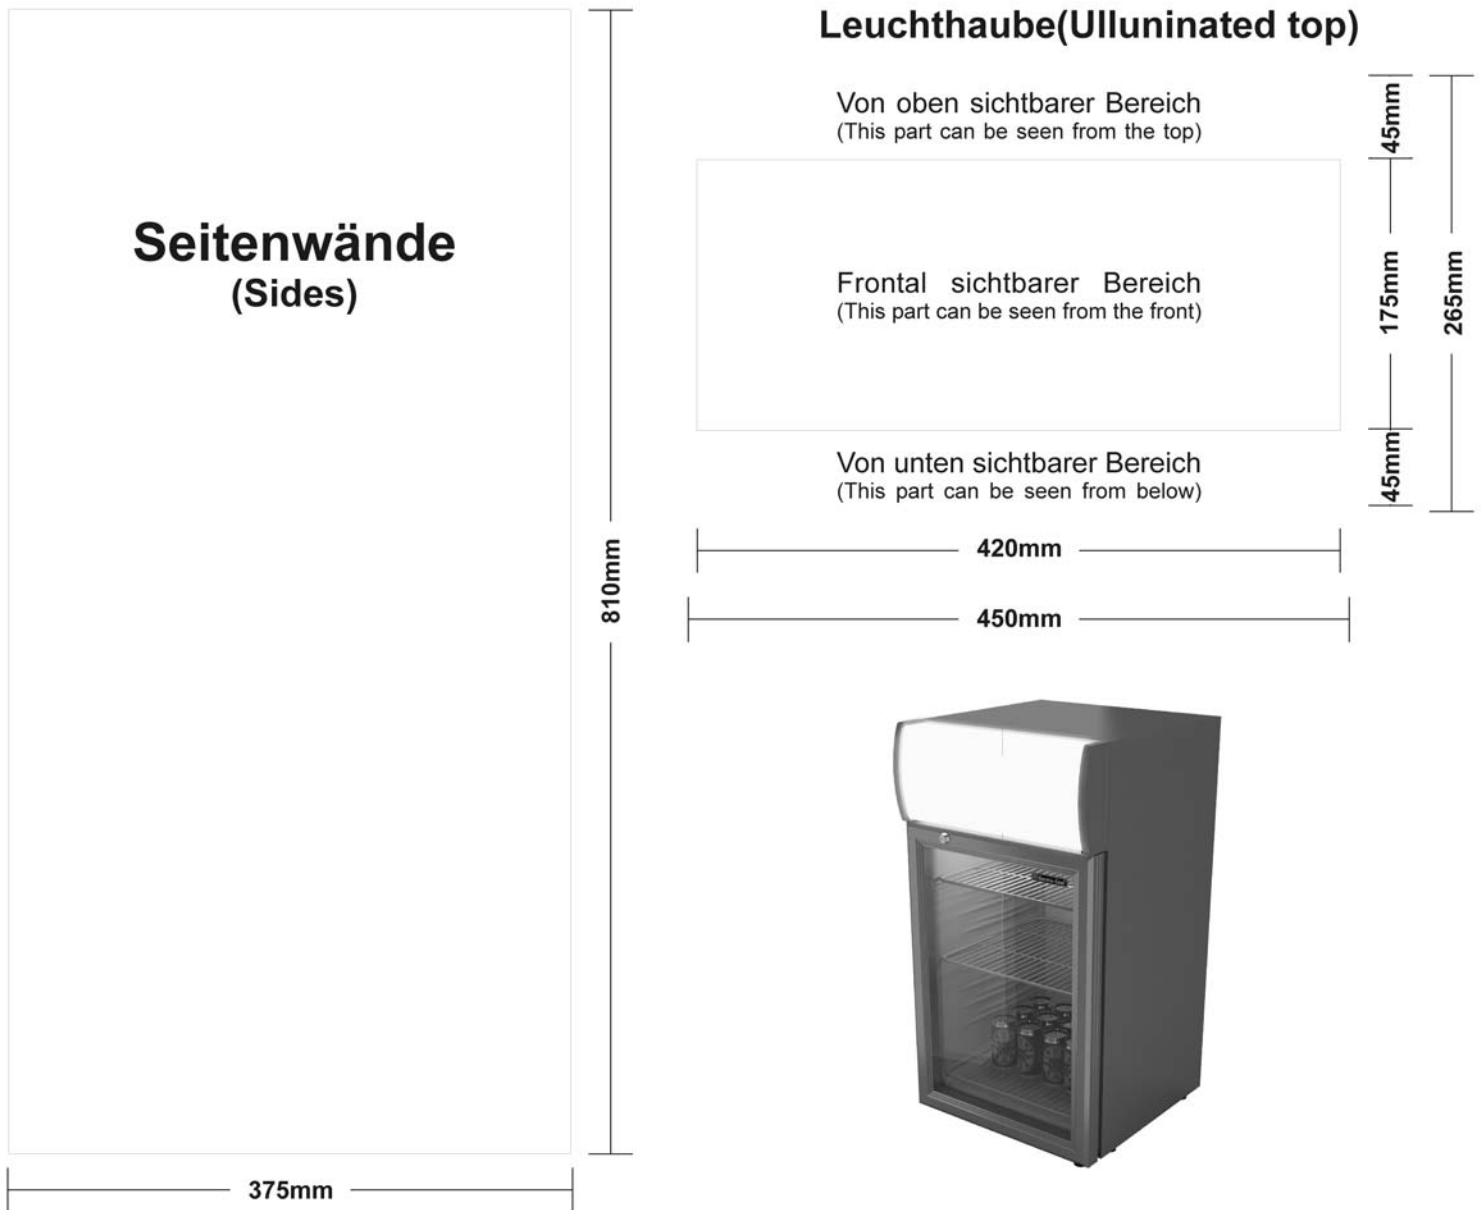 Leuchthaube(Ulluninated top)
Von oben sichtbarer Bereich
(This part can be seen from the top)
45mm
Seitenwände
(Sides)
Frontal sichtbarer Bereich
(This part can be seen from the front)
175mm
265mm
Von unten sichtbarer Bereich
(This part can be seen from below)
45mm
420mm
810mm
450mm
375mm